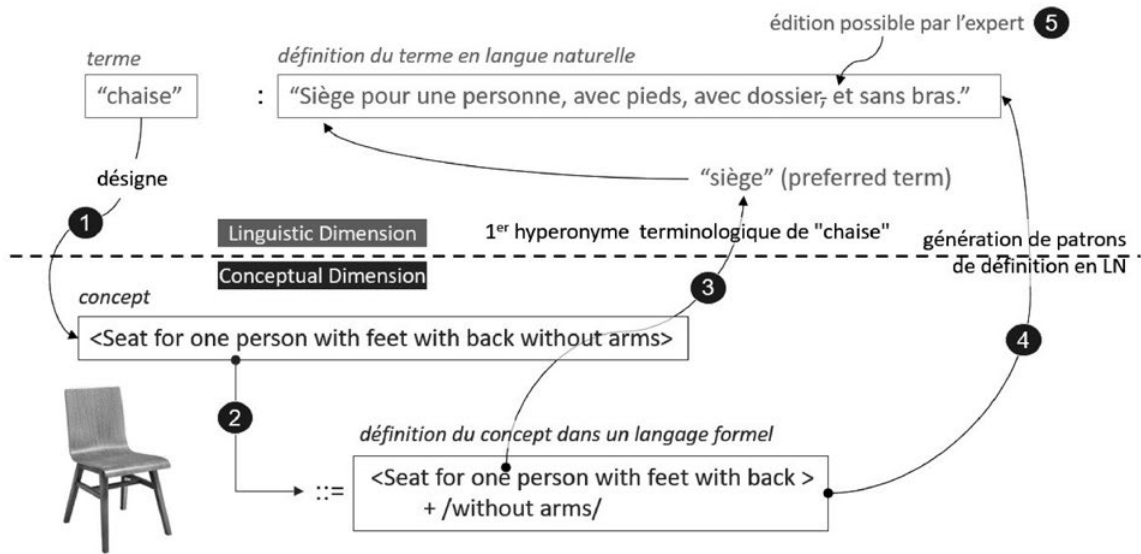 édition possible par l’expert 5
terme
définition du terme en langue naturelle
“chaise” : “Siège pour une personne, avec pieds, avec dossier, et sans bras.”
désigne
“siège” (preferred term)
1
Linguistic Dimension
1er hyperonyme terminologique de "chaise"
génération de patrons
de définition en LN
Conceptual Dimension
3
concept
<Seat for one person with feet with back without arms>
4
2
définition du concept dans un langage formel
::= <Seat for one person with feet with back >
+ /without arms/